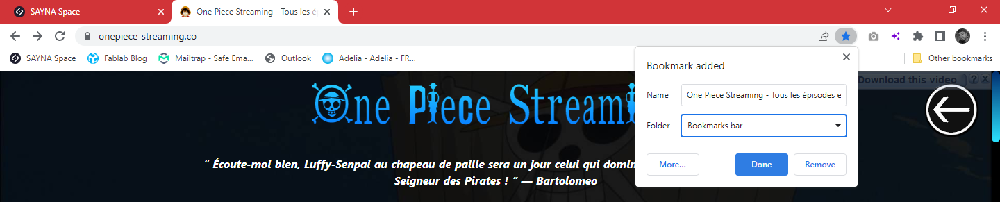 SAYNA Space
One Piece Streaming - Tous les é
onepiece-streaming.co
SAYNA Space
Fablab Blog
Mailtrap - Safe Ema...
Outlook
Adelia - Adelia - FR...
Other bookmarks
Bookmark added
Name
One Piece Streaming - Tous les épisodes e
Folder
Bookmarks bar
More...
Done
Remove
Download this video
?
One Piece Streami
“ Écoute-moi bien, Luffy-Senpai au chapeau de paille sera un jour celui qui domin
Seigneur des Pirates ! ” — Bartolomeo